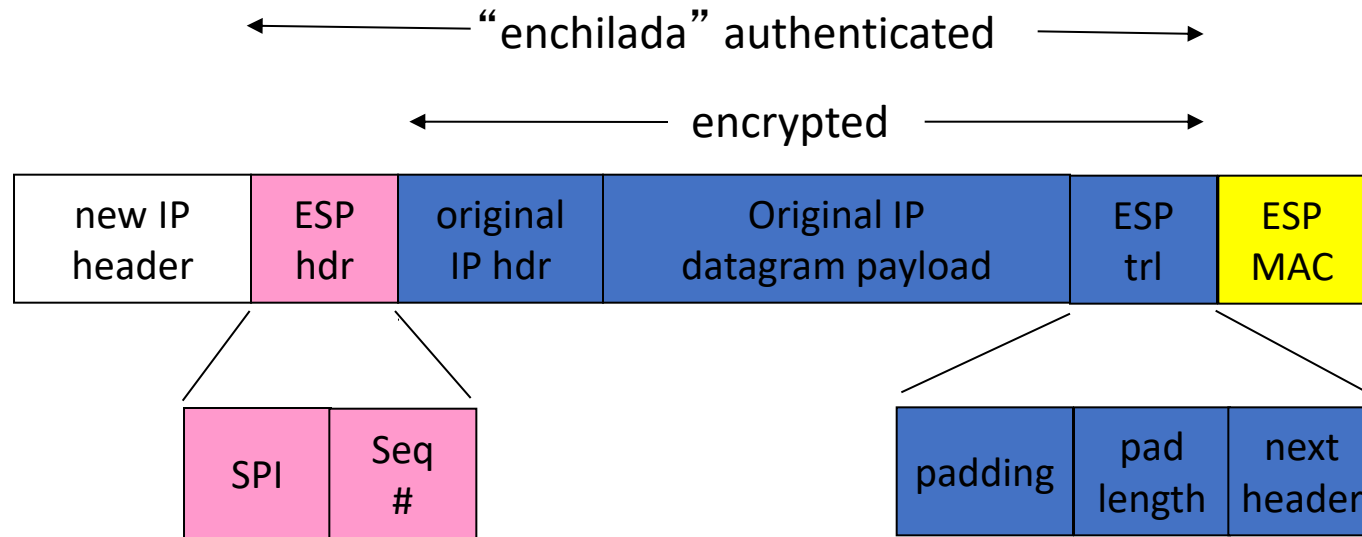 “enchilada” authenticated
encrypted
new IP
header
ESP
hdr
original
IP hdr
Original IP
datagram payload
ESP
trl
ESP
MAC
SPI
Seq
#
padding
pad
length
next
header